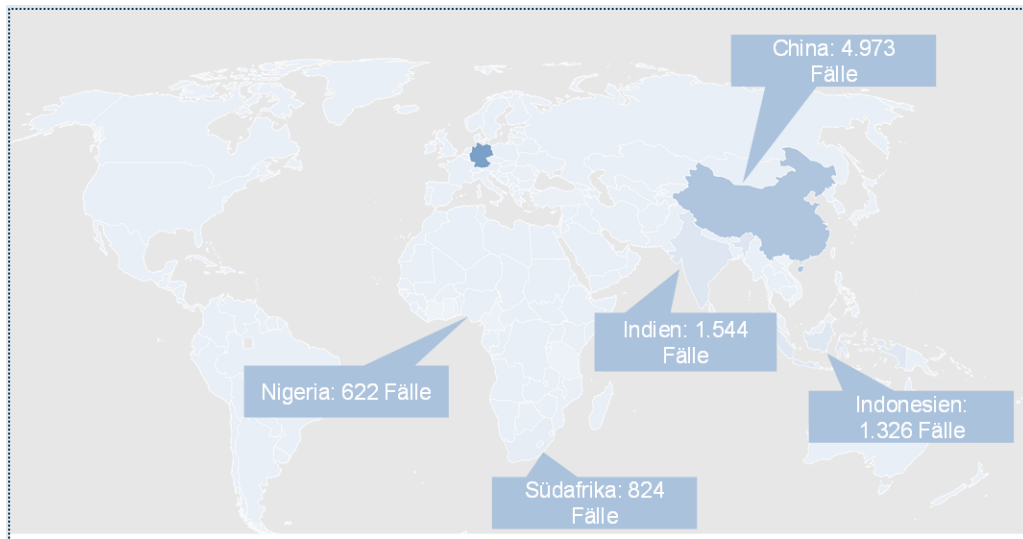 China: 4.973
Fälle
Indien: 1.544
Fälle
Nigeria: 622 Fälle
Indonesien:
1.326 Fälle
Südafrika: 824
Fälle